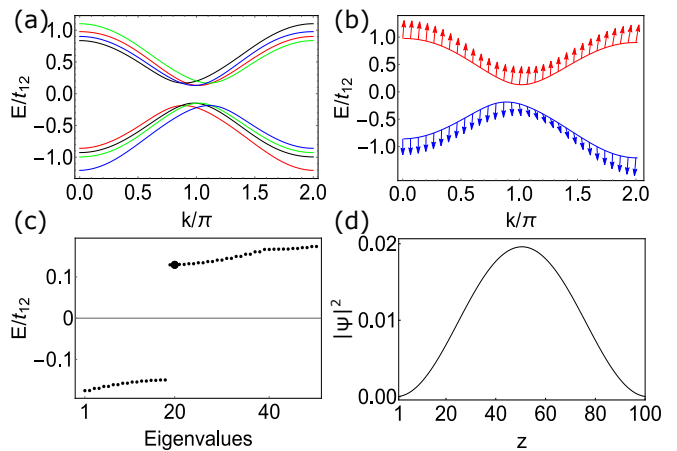 (a)
(b)
E/t12
1.0
0.5
0.0
−0.5
−1.0
0.0 0.5 1.0 1.5 2.0
k/π
E/t12
1.0
0.5
0.0
−0.5
−1.0
0.0 0.5 1.0 1.5 2.0
k/π
(c)
(d)
E/t12
0.1
0
−0.1
1 20 40
Eigenvalues
|ψ|²
0.02
0.01
0.00
1 20 40 60 80 100
z